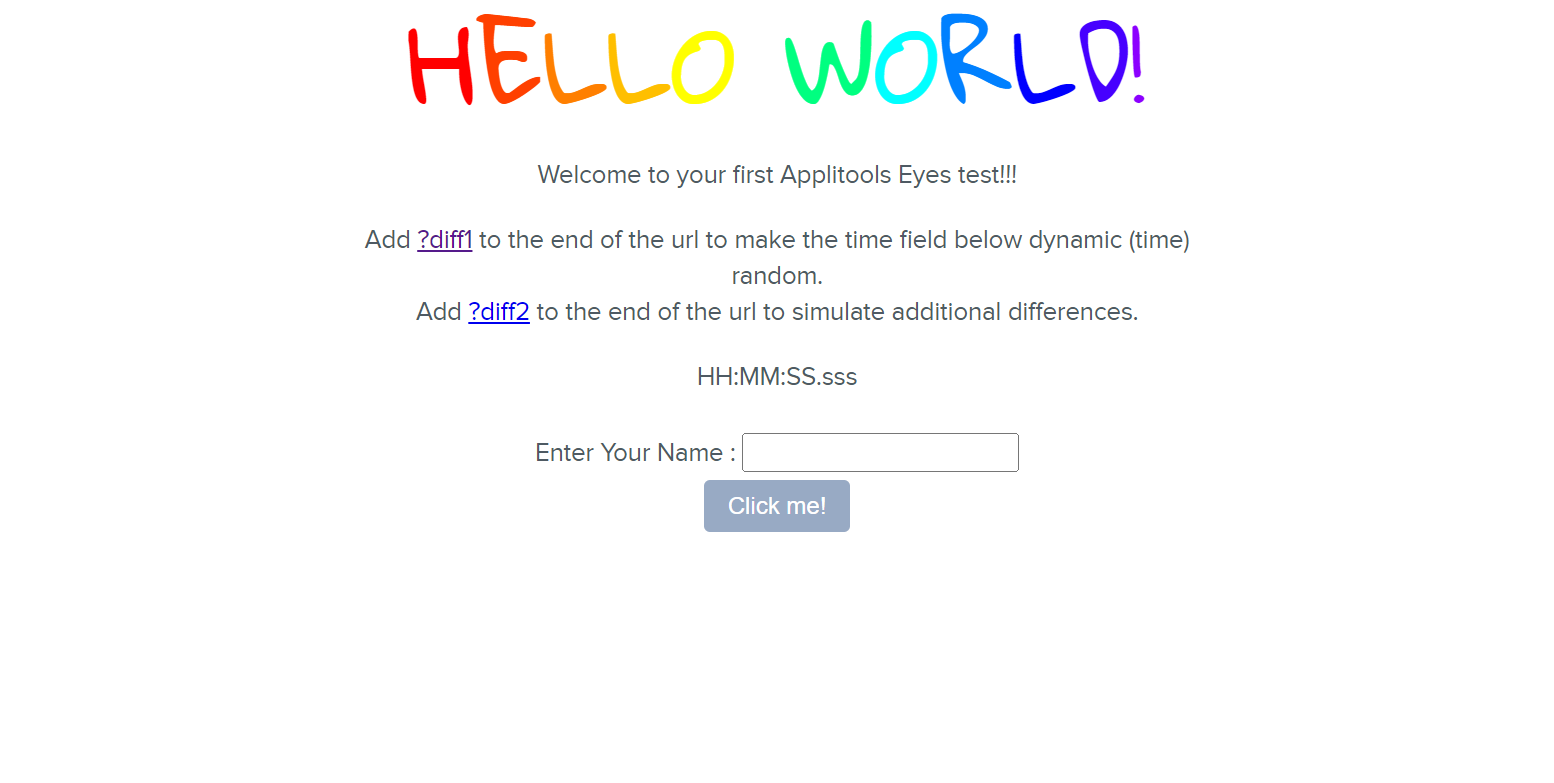 HELLO WORLD!
Welcome to your first Applitools Eyes test!!!
Add ?diff1 to the end of the url to make the time field below dynamic (time)
random.
Add ?diff2 to the end of the url to simulate additional differences.
HH:MM:SS.sss
Enter Your Name :
Click me!